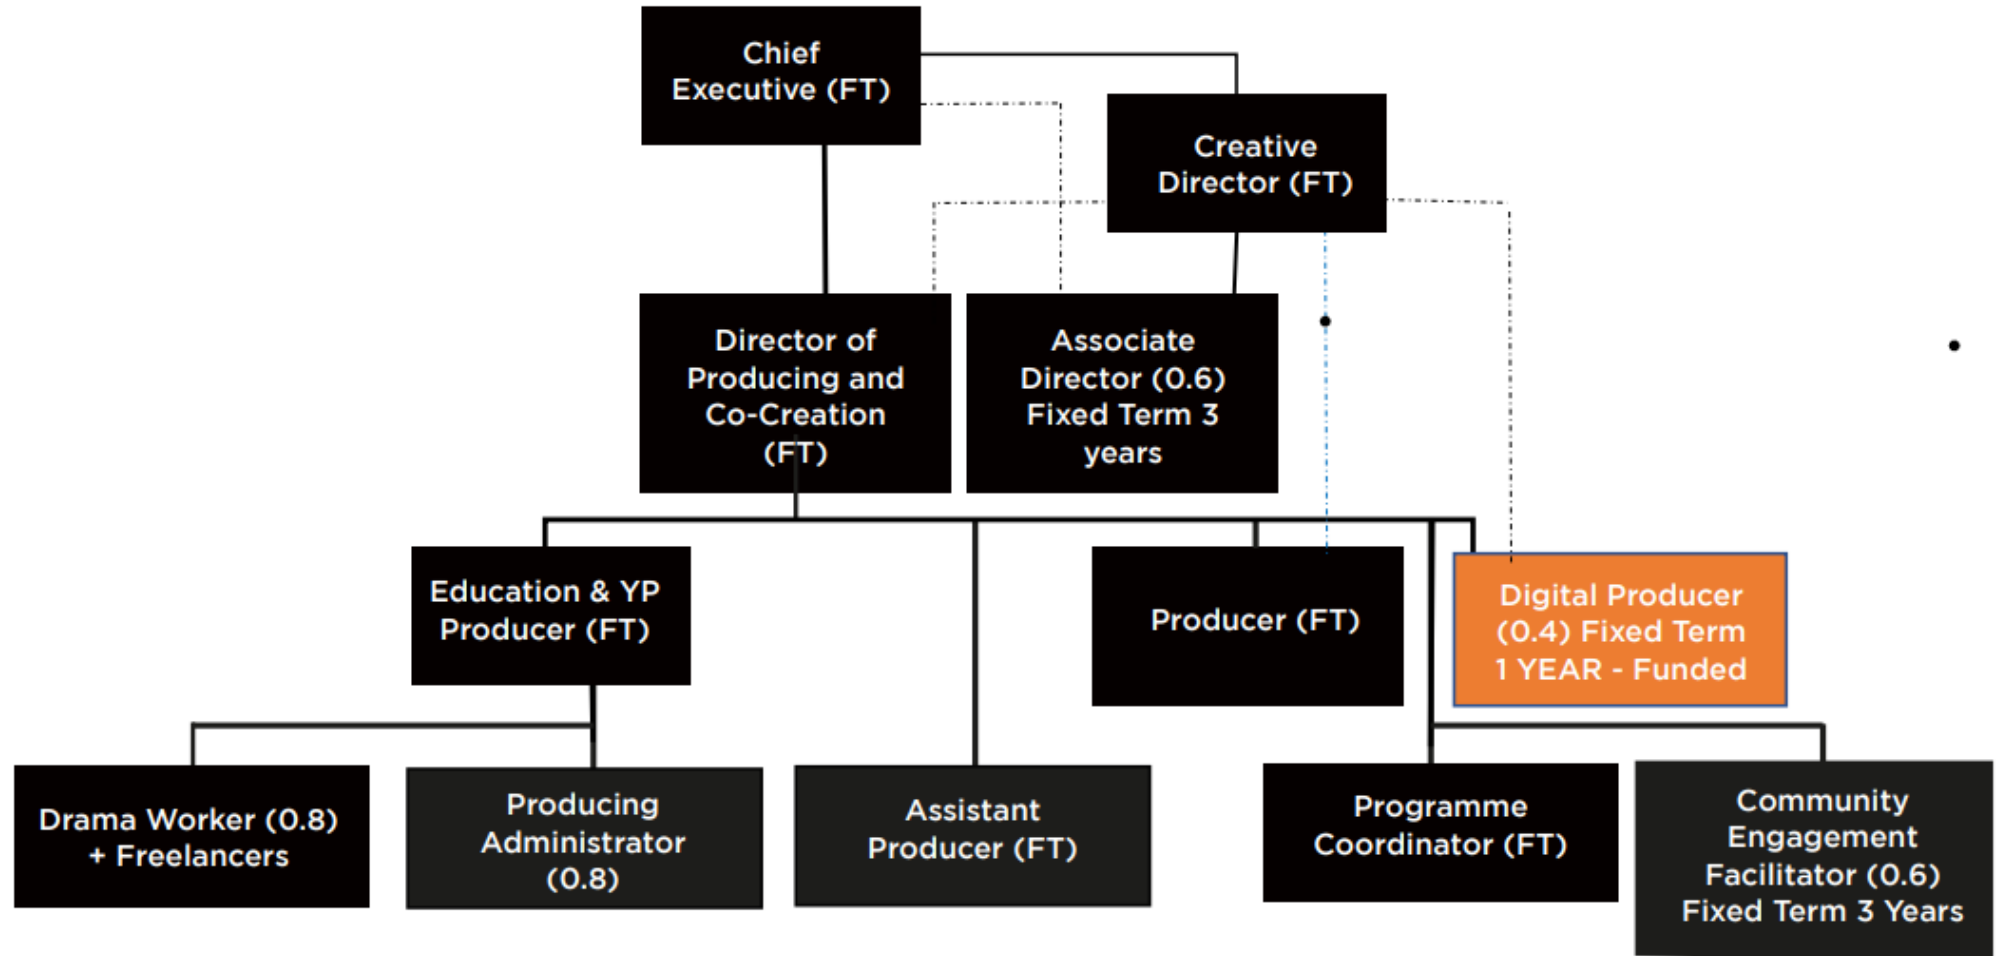 Chief
Executive (FT)
Creative
Director (FT)
Director of
Producing and
Co-Creation
(FT)
Associate
Director (0.6)
Fixed Term 3
years
Education & YP
Producer (FT)
Producer (FT)
Digital Producer
(0.4) Fixed Term
1 YEAR - Funded
Drama Worker (0.8)
+ Freelancers
Producing
Administrator
(0.8)
Assistant
Producer (FT)
Programme
Coordinator (FT)
Community
Engagement
Facilitator (0.6)
Fixed Term 3 Years